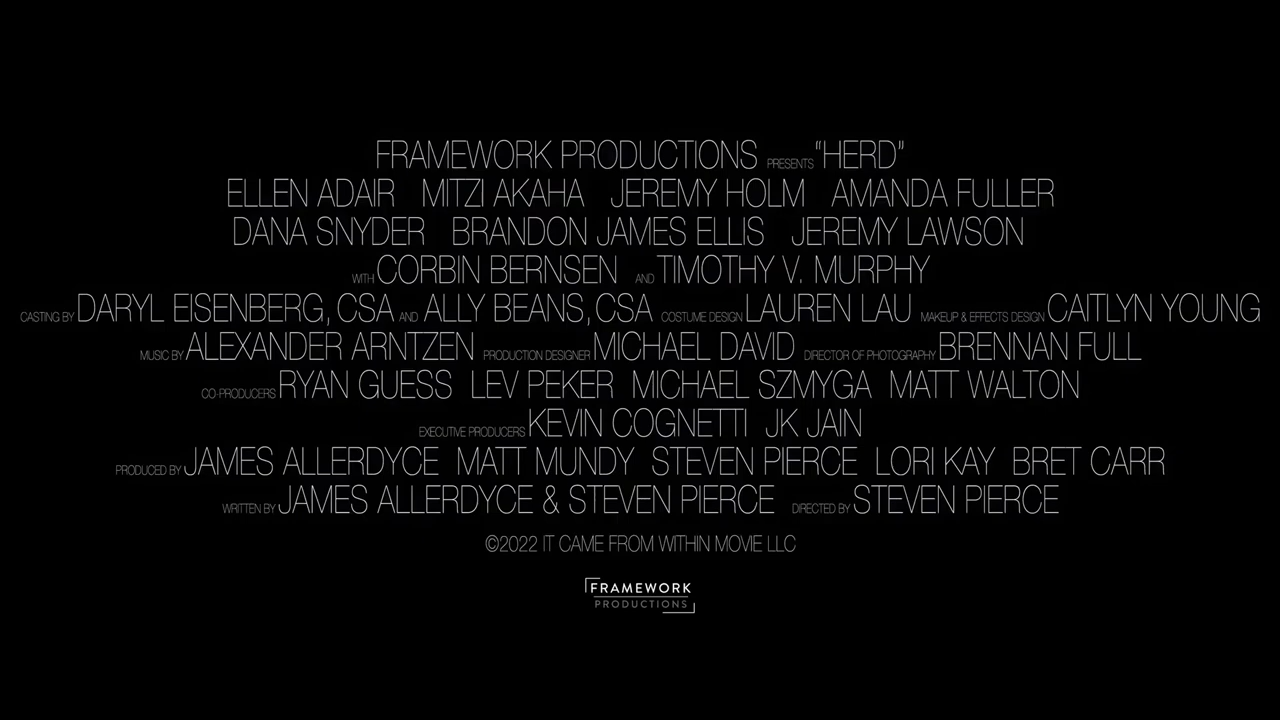 FRAMEWORK PRODUCTIONS PRESENTS “HERD”
ELLEN ADAIR MITZI AKAHA JEREMY HOLM AMANDA FULLER
DANA SNYDER BRANDON JAMES ELLIS JEREMY LAWSON
WITH CORBIN BERNSEN AND TIMOTHY V. MURPHY
CASTING BY DARYL EISENBERG, CSA AND ALLY BEANS, CSA COSTUME DESIGN LAUREN LAU MAKEUP & EFFECTS DESIGN CAITLYN YOUNG
MUSIC BY ALEXANDER ARNTZEN PRODUCTION DESIGNER MICHAEL DAVID DIRECTOR OF PHOTOGRAPHY BRENNAN FULL
CO-PRODUCERS RYAN GUESS LEV PEKER MICHAEL SZMYGA MATT WALTON
EXECUTIVE PRODUCERS KEVIN COGNETTI JK JAIN
PRODUCED BY JAMES ALLERDYCE MATT MUNDY STEVEN PIERCE LORI KAY BRET CARR
WRITTEN BY JAMES ALLERDYCE & STEVEN PIERCE DIRECTED BY STEVEN PIERCE
©2022 IT CAME FROM WITHIN MOVIE LLC
FRAMEWORK
PRODUCTIONS